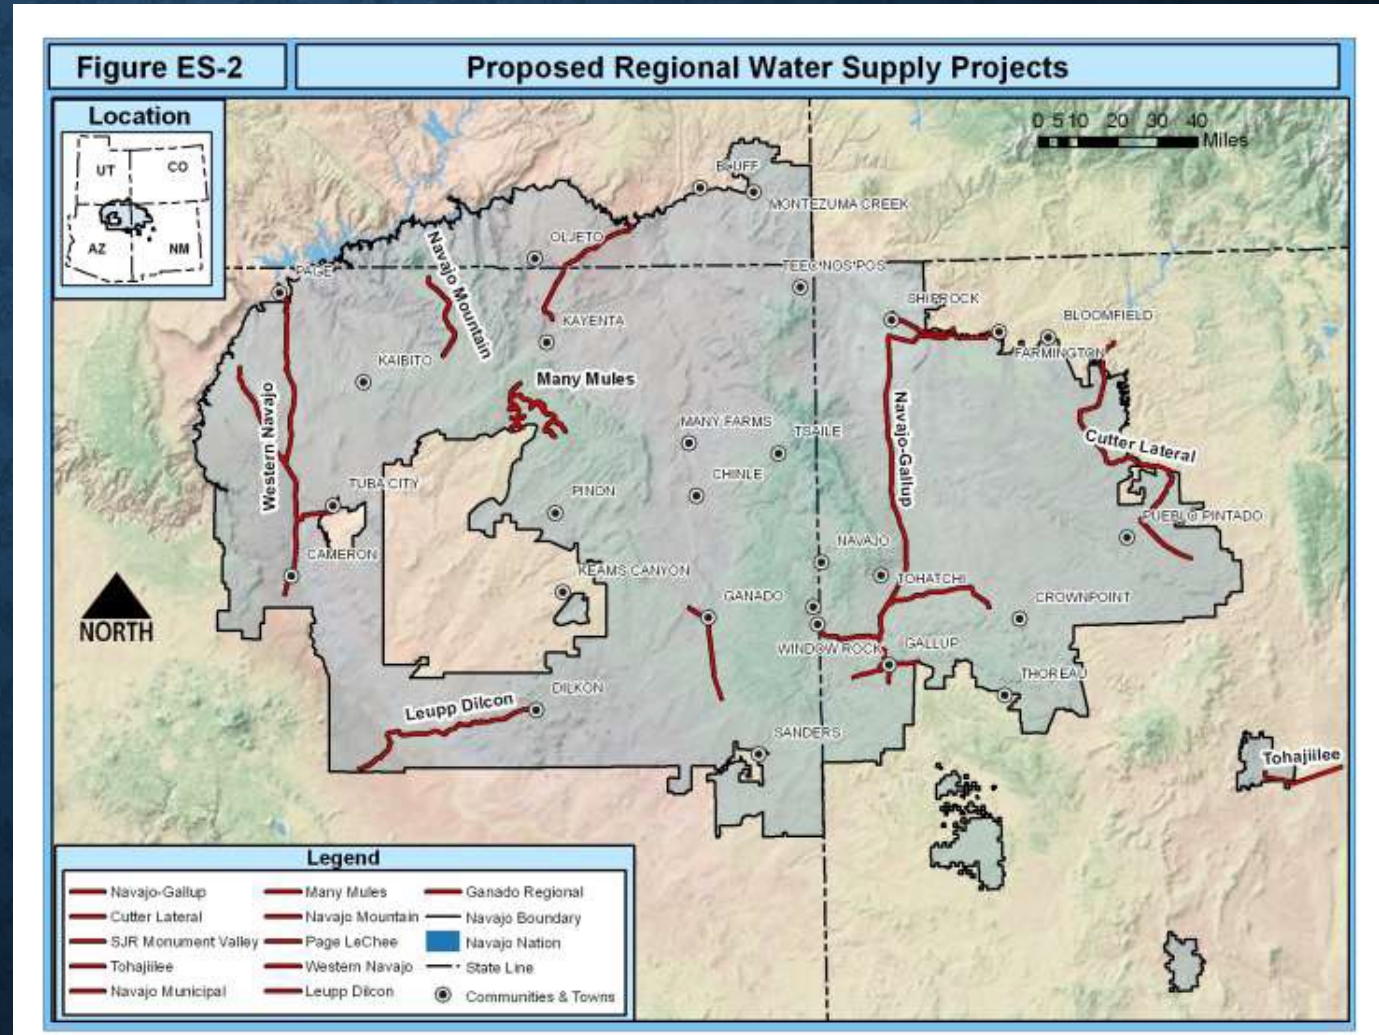 Figure ES-2
Proposed Regional Water Supply Projects
Location
UT
CO
AZ
NM
0 5 10 20 30 40
Miles
BLUFF
MONTEZUMA CREEK
OLJETO
Navajo Mountain
PAGE
TEEC NOS POS
SHIPROCK
BLOOMFIELD
KAYENTA
FARMINGTON
KAIBITO
Many Mules
Western Navajo
Navajo-Gallup
MANY FARMS
TSAILE
Cutter Lateral
CHINLE
TUBA CITY
PINON
PUEBLO PINTADO
CAMERON
NAVAJO
KEAMS CANYON
TOHATCHI
GANADO
CROWNPOINT
NORTH
WINDOW ROCK
GALLUP
THOREAU
DILKON
Leupp Dilcon
SANDERS
Tohajiilee
Legend
Navajo-Gallup
Cutter Lateral
SJR Monument Valley
Tohajiilee
Navajo Municipal
Many Mules
Navajo Mountain
Page LeChee
Western Navajo
Leupp Dilcon
Ganado Regional
Navajo Boundary
Navajo Nation
State Line
Communities & Towns